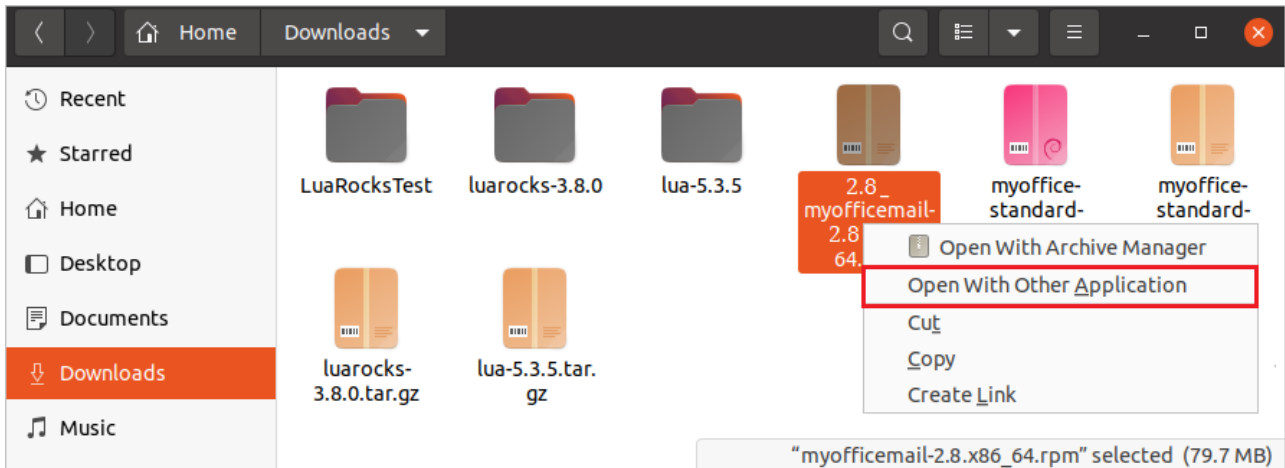 Home
Downloads
Recent
Starred
Home
Desktop
Documents
Downloads
Music
LuaRocksTest
luarocks-3.8.0
lua-5.3.5
2.8_
myofficemail-
2.8
64.
myoffice-
standard-
myoffice-
standard-
luarocks-
3.8.0.tar.gz
lua-5.3.5.tar.
gz
Open With Archive Manager
Open With Other Application
Cut
Copy
Create Link
“myofficemail-2.8.x86_64.rpm” selected (79.7 MB)